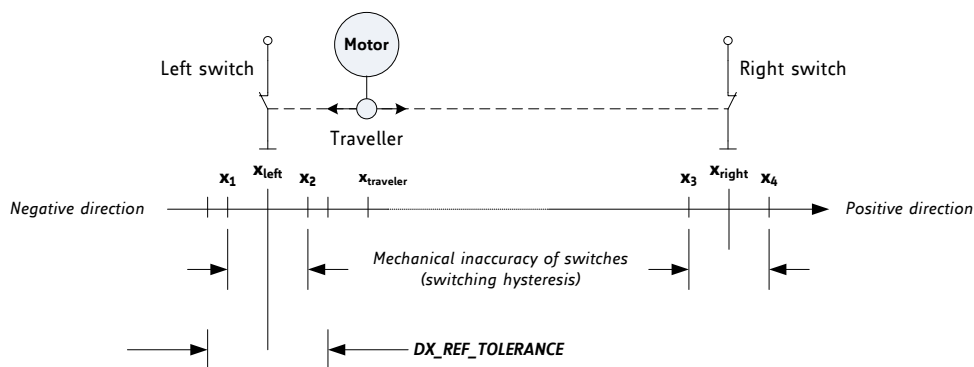 Motor
Left switch
Right switch
Traveller
x1
xleft
x2
xtraveler
x3
xright
x4
Negative direction
Positive direction
Mechanical inaccuracy of switches
(switching hysteresis)
DX_REF_TOLERANCE